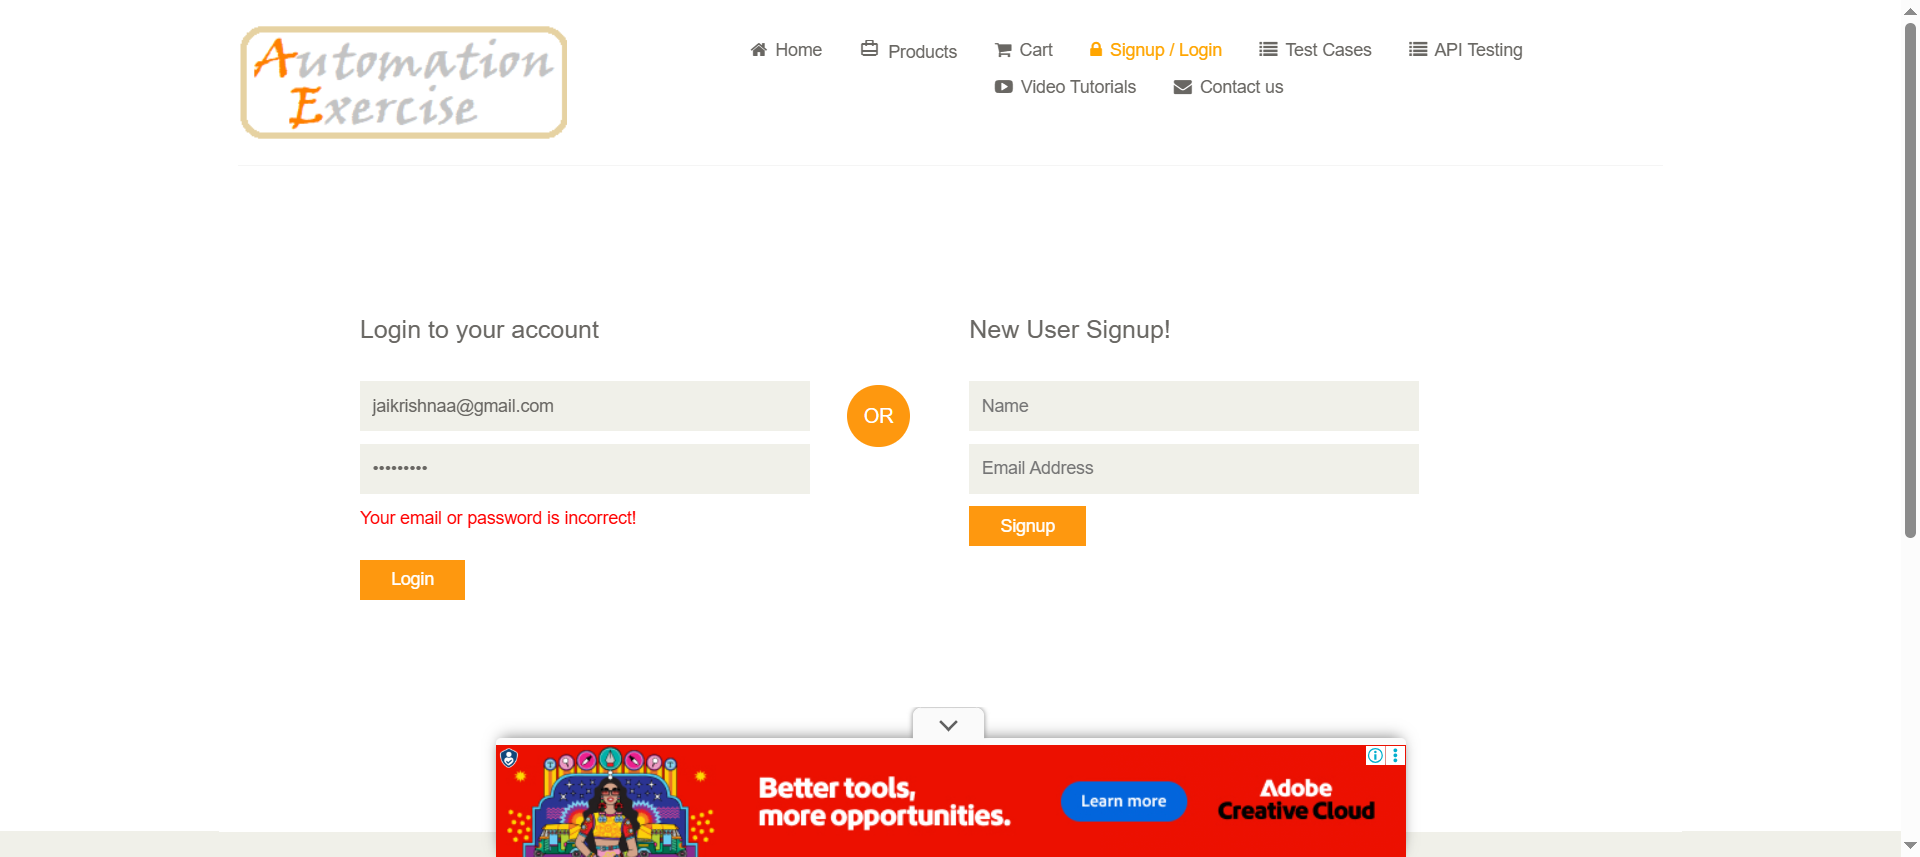 Automation
Exercise
Home
Products
Cart
Signup / Login
Test Cases
API Testing
Video Tutorials
Contact us
Login to your account
jaikrishnaa@gmail.com
•••••••••
Your email or password is incorrect!
Login
OR
New User Signup!
Name
Email Address
Signup
Better tools,
more opportunities.
Learn more
Adobe
Creative Cloud